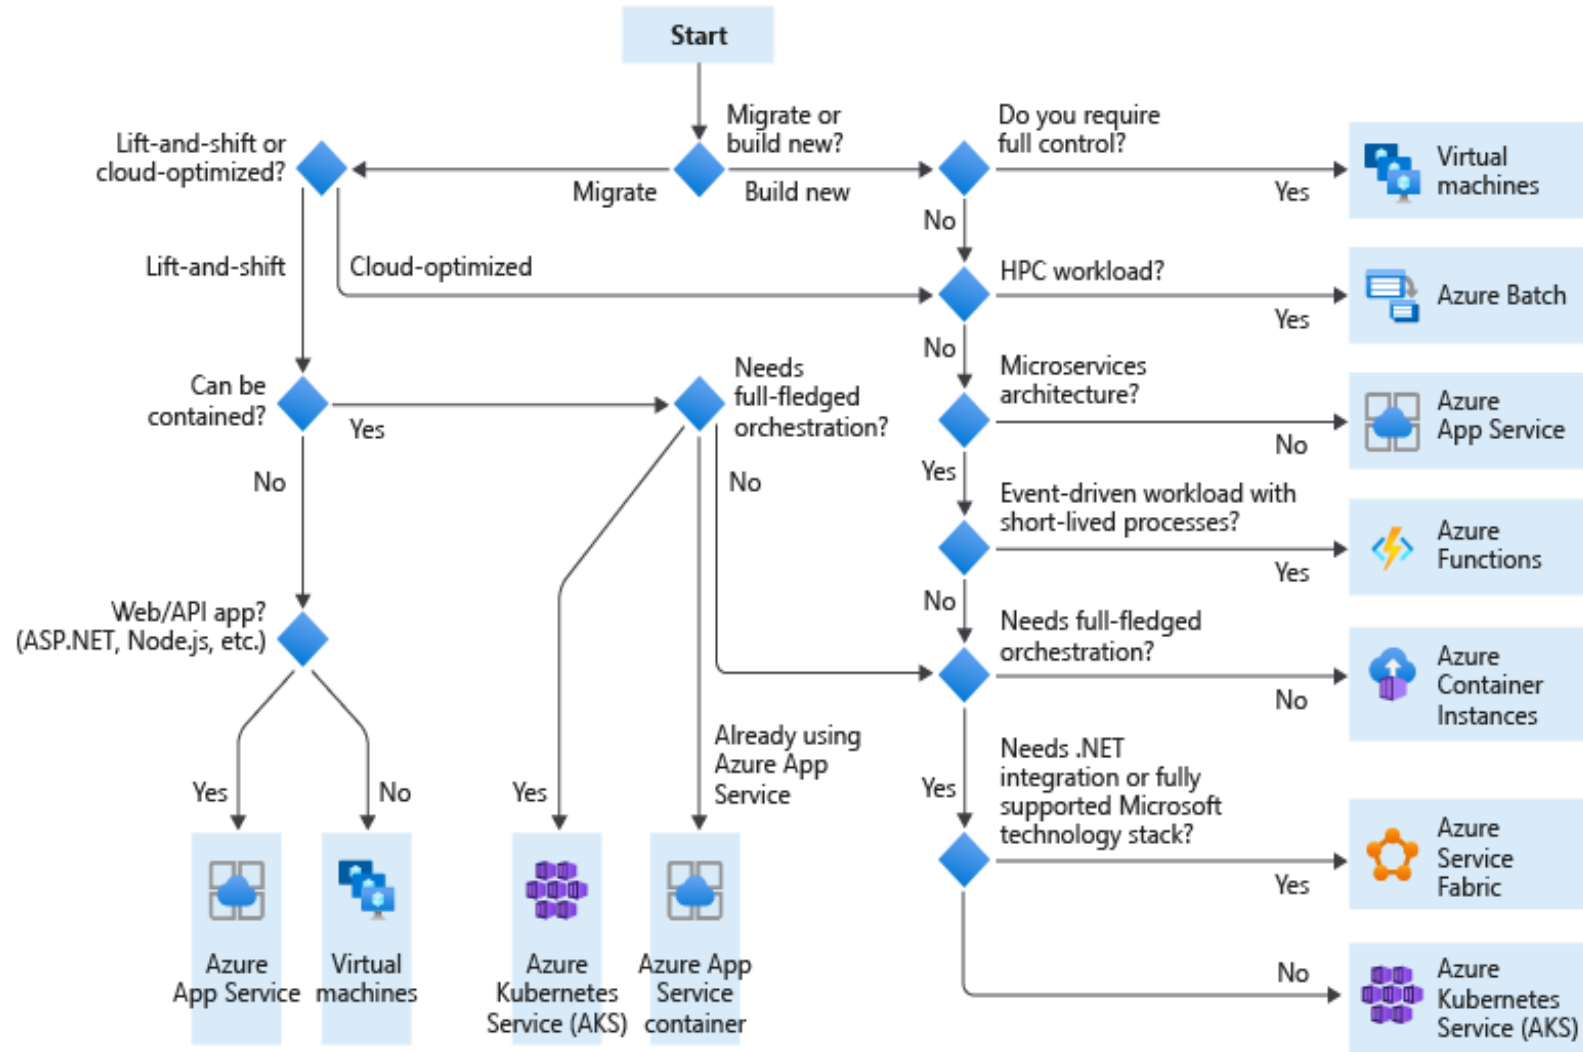 Start
Migrate or
build new?
Do you require
full control?
Lift-and-shift or
cloud-optimized?
Migrate
Build new
Yes
Virtual
machines
No
Lift-and-shift
Cloud-optimized
HPC workload?
Yes
Azure Batch
No
Can be
contained?
Yes
Needs
full-fledged
orchestration?
Microservices
architecture?
No
Azure
App Service
No
No
Yes
Event-driven workload with
short-lived processes?
Yes
Azure
Functions
No
Web/API app?
(ASP.NET, Node.js, etc.)
Needs full-fledged
orchestration?
No
Azure
Container
Instances
Yes
No
Yes
Already using
Azure App
Service
Yes
Needs .NET
integration or fully
supported Microsoft
technology stack?
Yes
Azure
Service
Fabric
Azure
App Service
Virtual
machines
Azure
Kubernetes
Service (AKS)
Azure App
Service
container
No
Azure
Kubernetes
Service (AKS)